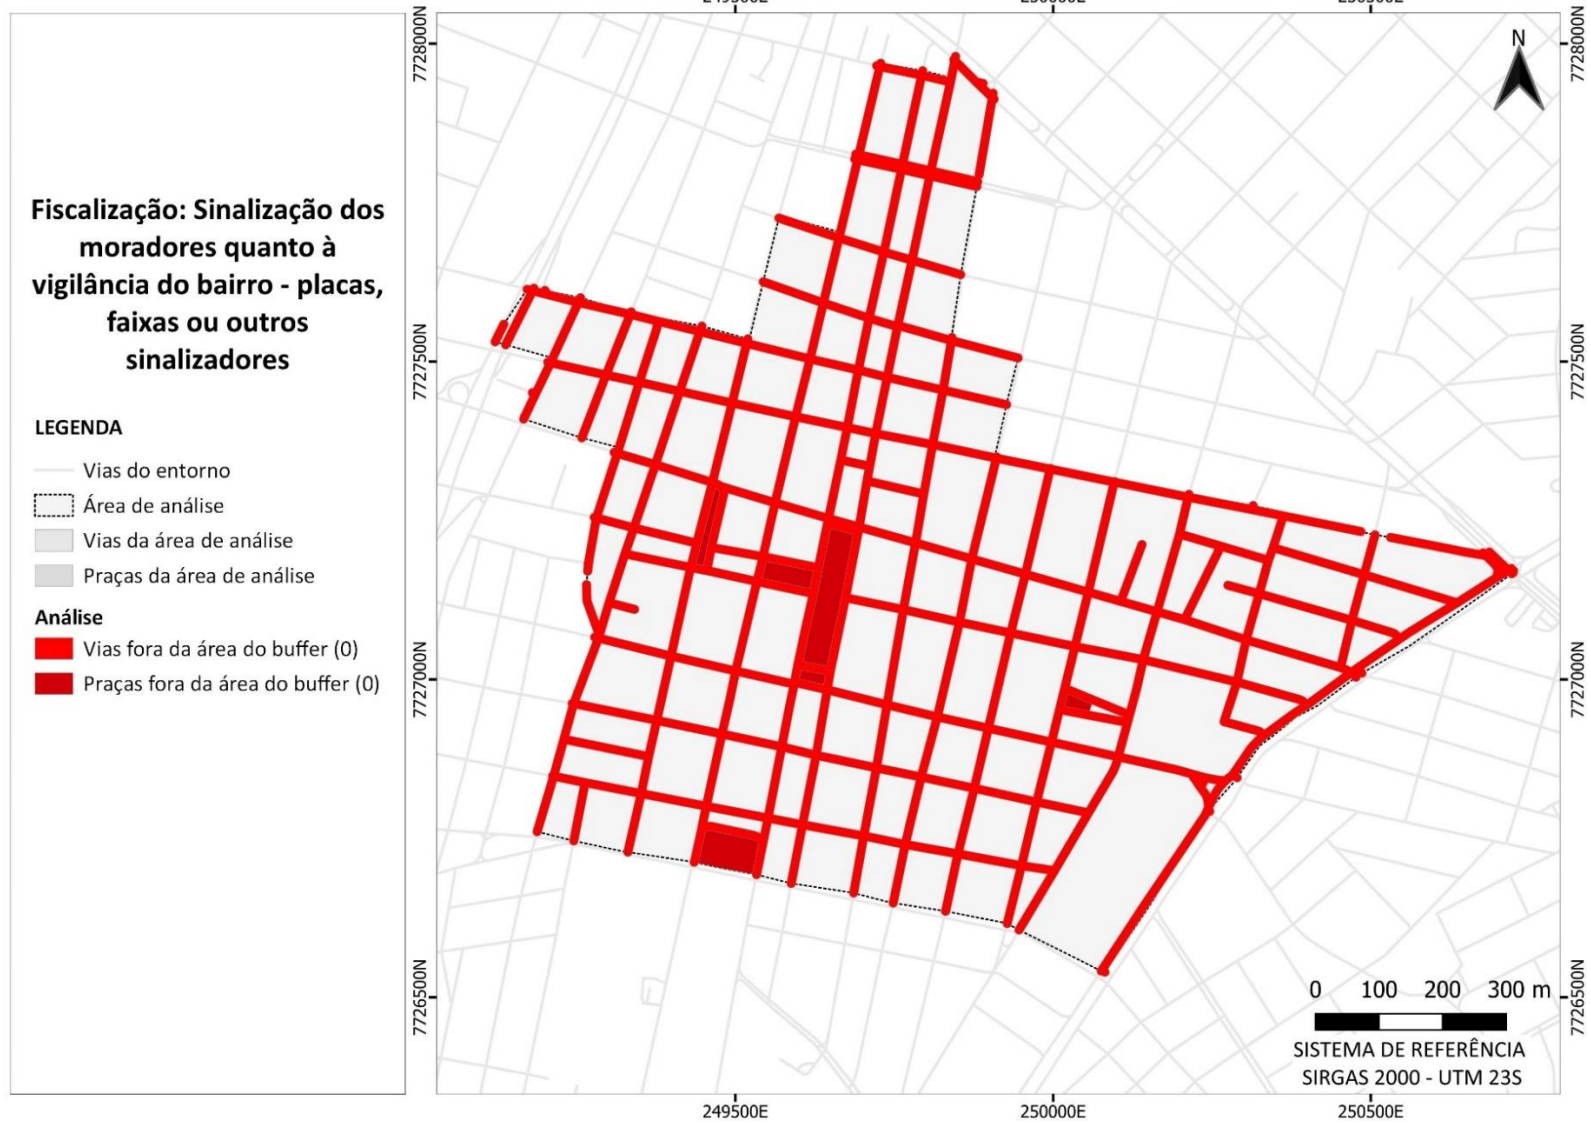 249500E 250000E 250500E
Fiscalização: Sinalização dos
moradores quanto à
vigilância do bairro - placas,
faixas ou outros
sinalizadores
LEGENDA
Vias do entorno
Área de análise
Vias da área de análise
Praças da área de análise
Análise
Vias fora da área do buffer (0)
Praças fora da área do buffer (0)
7728000N
7727500N
7727000N
7726500N
N
7728000N
7727500N
7727000N
7726500N
0 100 200 300 m
SISTEMA DE REFERÊNCIA
SIRGAS 2000 - UTM 23S
249500E 250000E 250500E